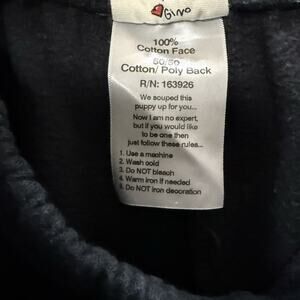 Gino
100%
Cotton Face
50/50
Cotton/ Poly Back
R/N: 163926
We souped this
puppy up for you...
Now I am no expert,
but if you would like
to be one then
just follow these rules...
1. Use a machine
2. Wash cold
3. Do NOT bleach
4. Warm iron if needed
5. Do NOT iron decoration